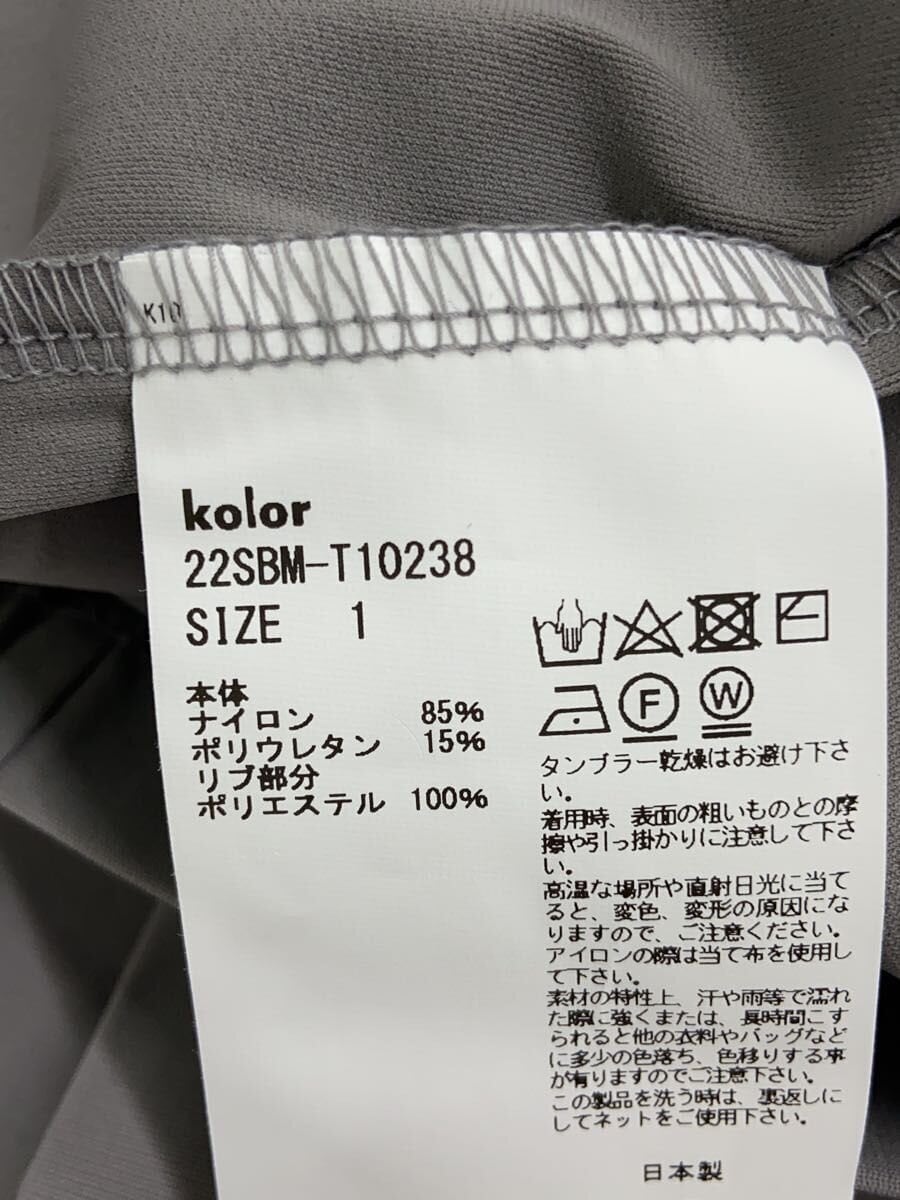 K10
kolor
22SBM-T10238
SIZE 1
本体
ナイロン 85%
ポリウレタン 15%
リブ部分
ポリエステル 100%
F
W
タンブラー乾燥はお避け下さ
い。
着用時、表面の粗いものとの摩
擦や引っ掛かりに注意して下さ
い。
高温な場所や直射日光に当て
ると、変色、変形の原因にな
りますので、ご注意ください。
アイロンの際は当て布を使用し
て下さい。
素材の特性上、汗や雨等で濡れ
た際に強くまたは、長時間こす
られると他の衣料やバッグなど
に多少の色落ち、色移りする事
が有りますのでご注意下さい。
この製品を洗う時は、裏返しに
してネットをご使用下さい。
日本製